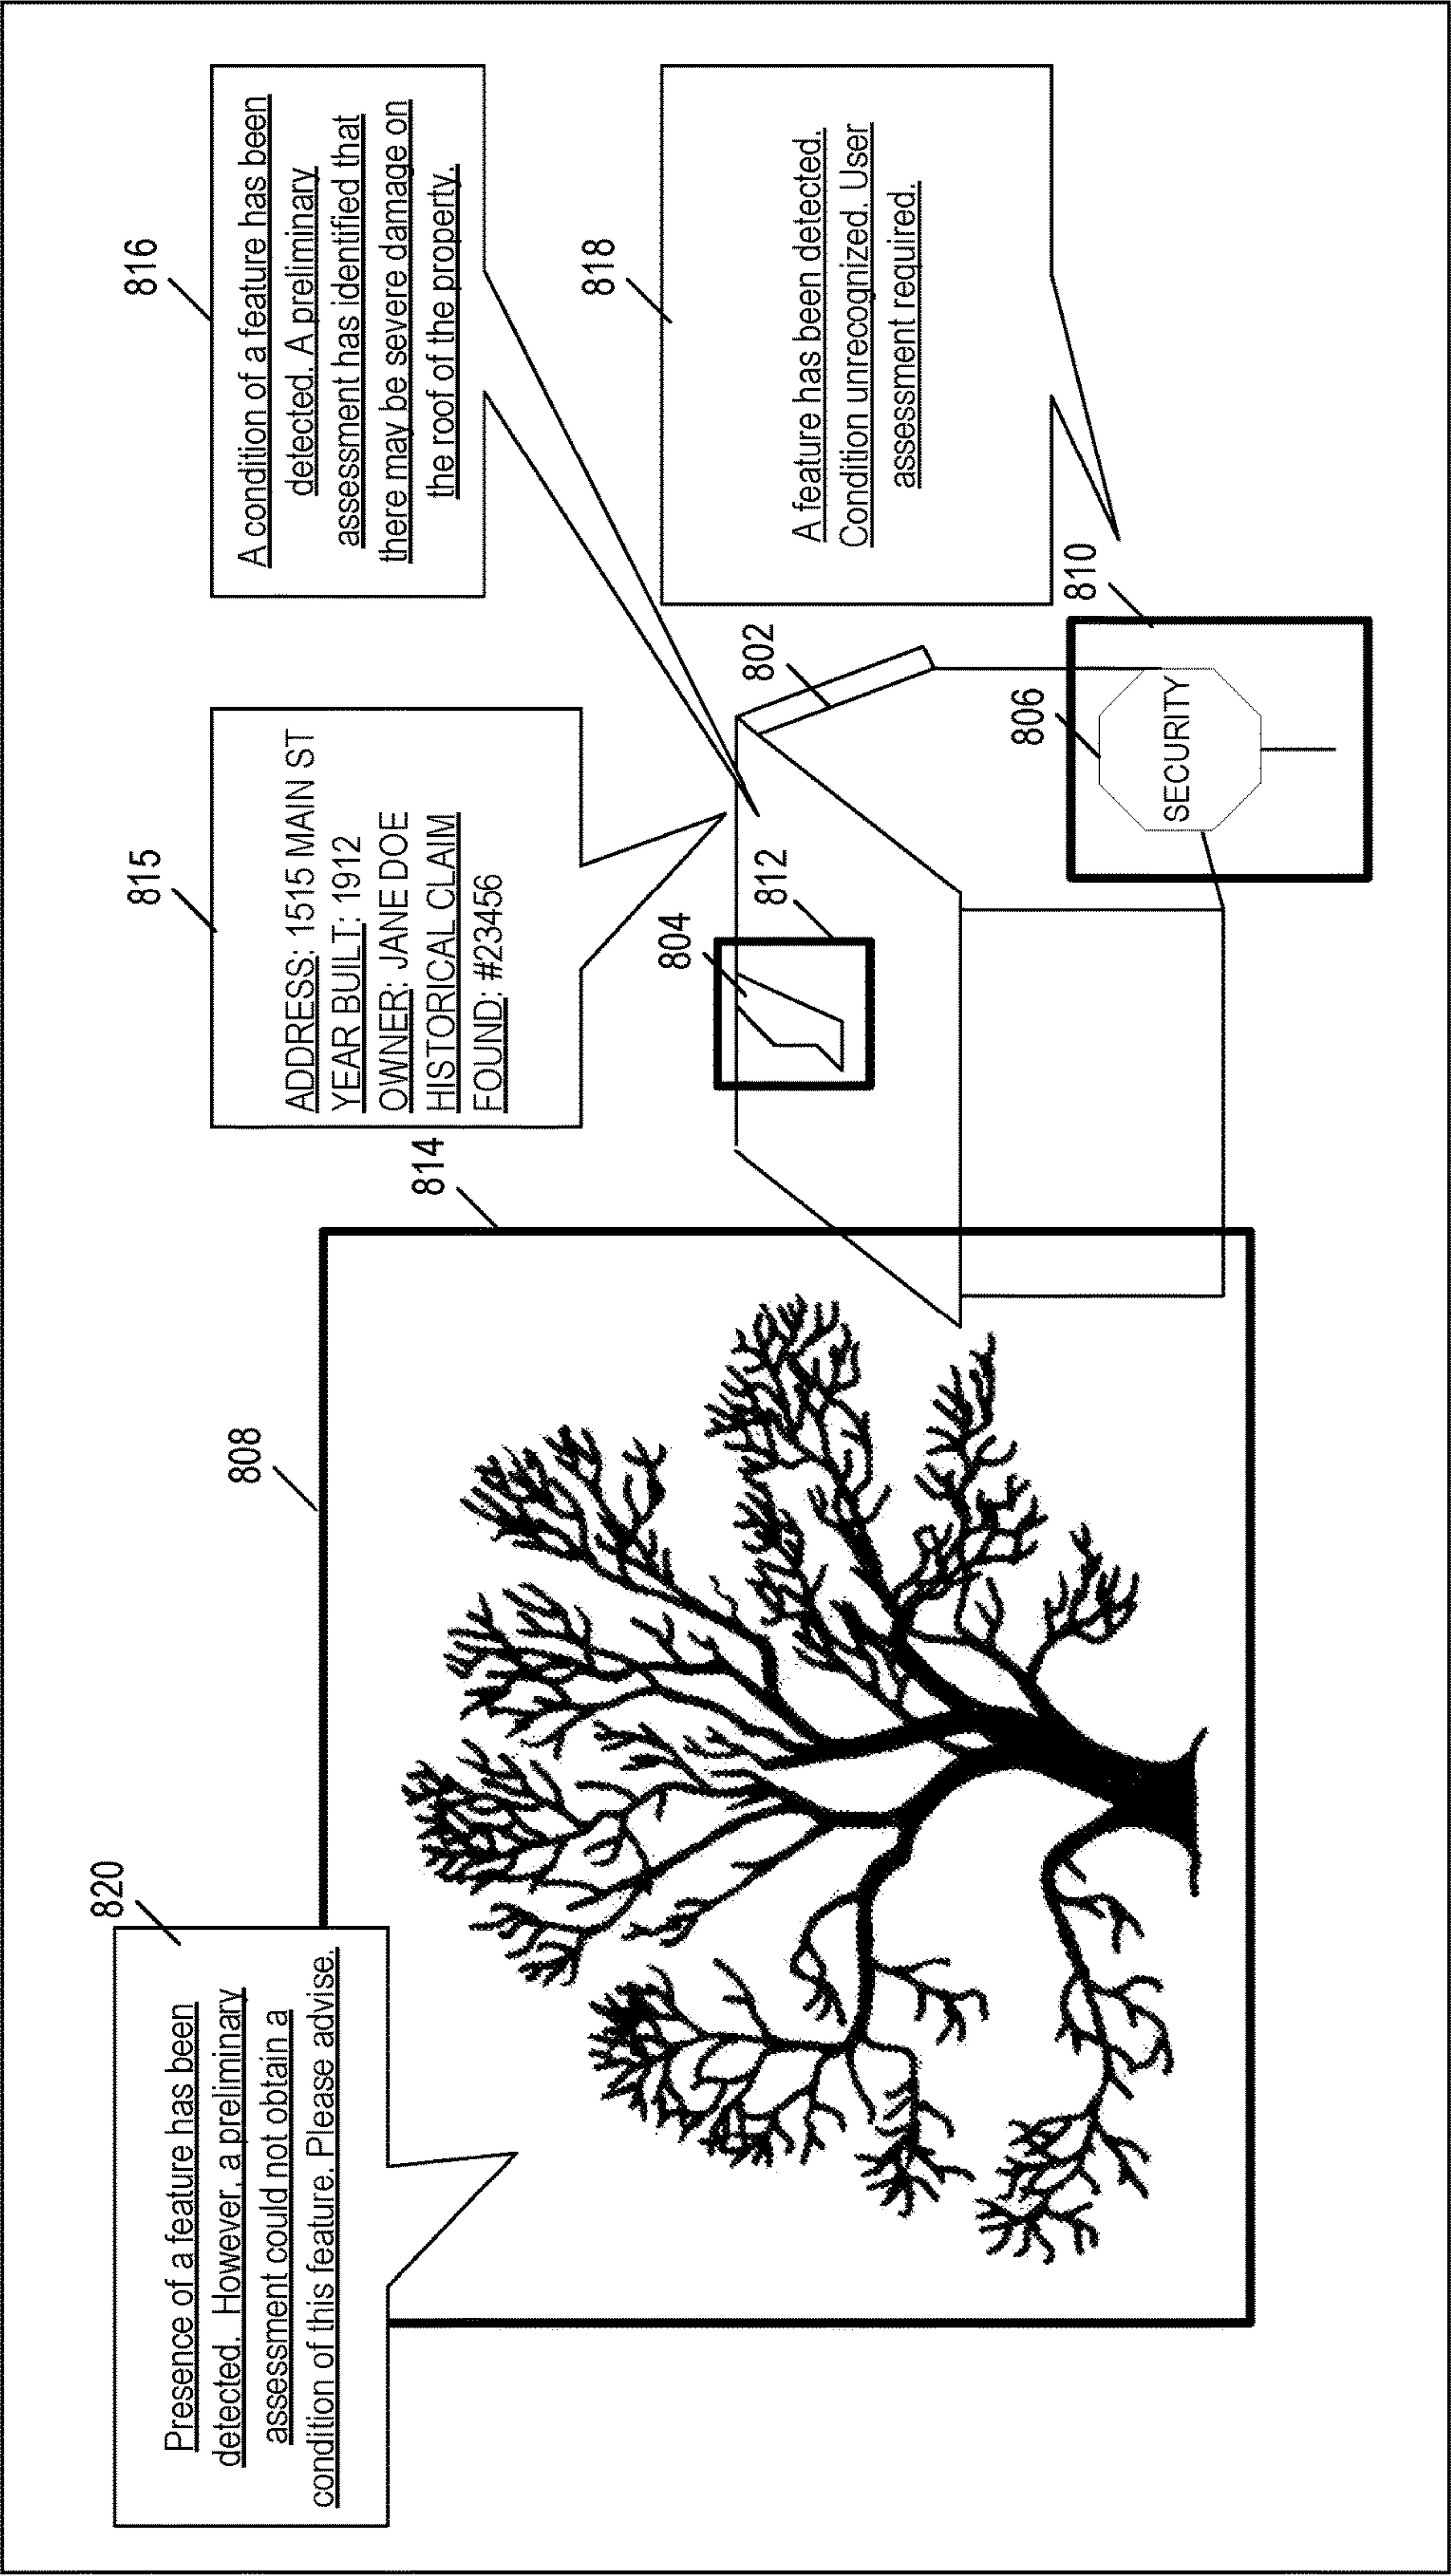 820
Presence of a feature has been
detected. However, a preliminary
assessment could not obtain a
condition of this feature. Please advise.
808
814
815
ADDRESS: 1515 MAIN ST
YEAR BUILT: 1912
OWNER: JANE DOE
HISTORICAL CLAIM
FOUND: #23456
816
A condition of a feature has been
detected. A preliminary
assessment has identified that
there may be severe damage on
the roof of the property.
818
A feature has been detected.
Condition unrecognized. User
assessment required.
804
812
802
806
810
SECURITY